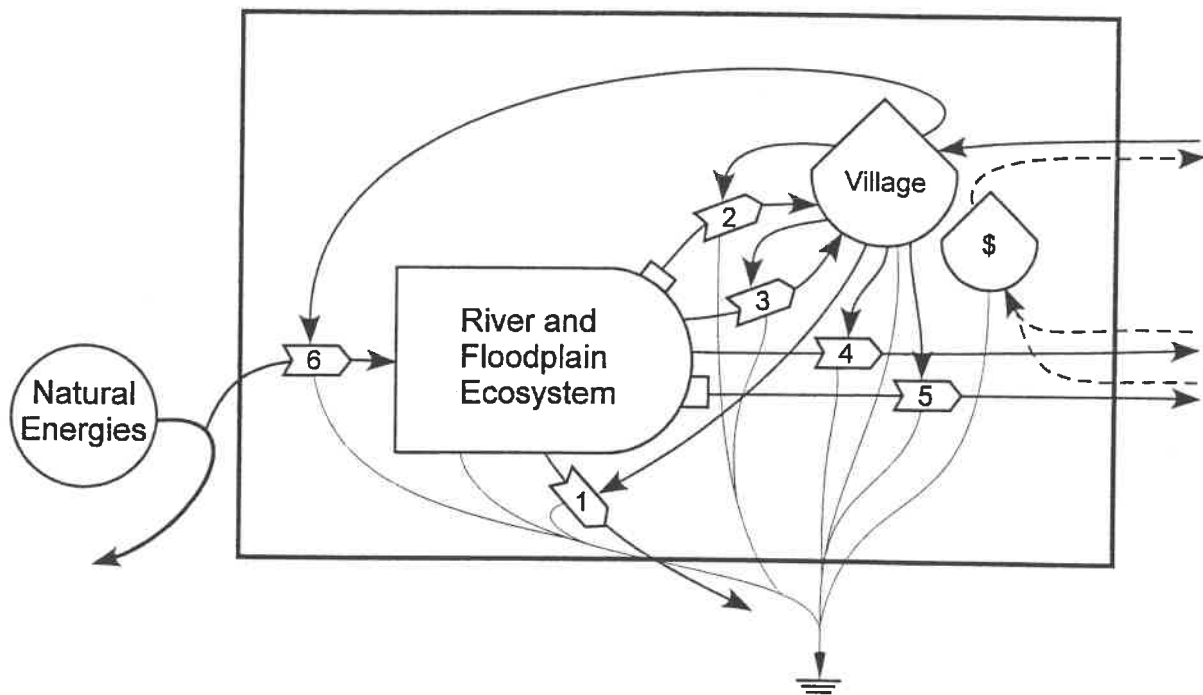 Village
2
$
3
River and
Floodplain
Ecosystem
6
4
5
Natural
Energies
1